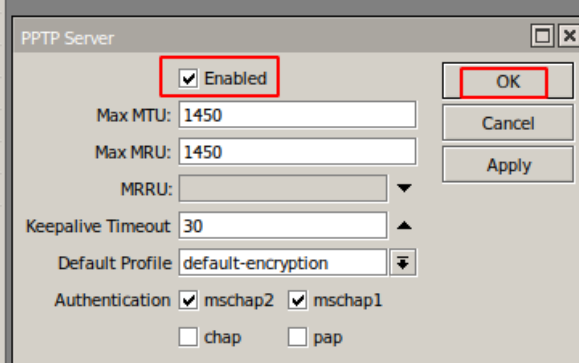 PPTP Server
Enabled
OK
Max MTU: 1450
Cancel
Max MRU: 1450
Apply
MRRU:
Keepalive Timeout 30
Default Profile default-encryption
Authentication mschap2 mschap1
chap pap